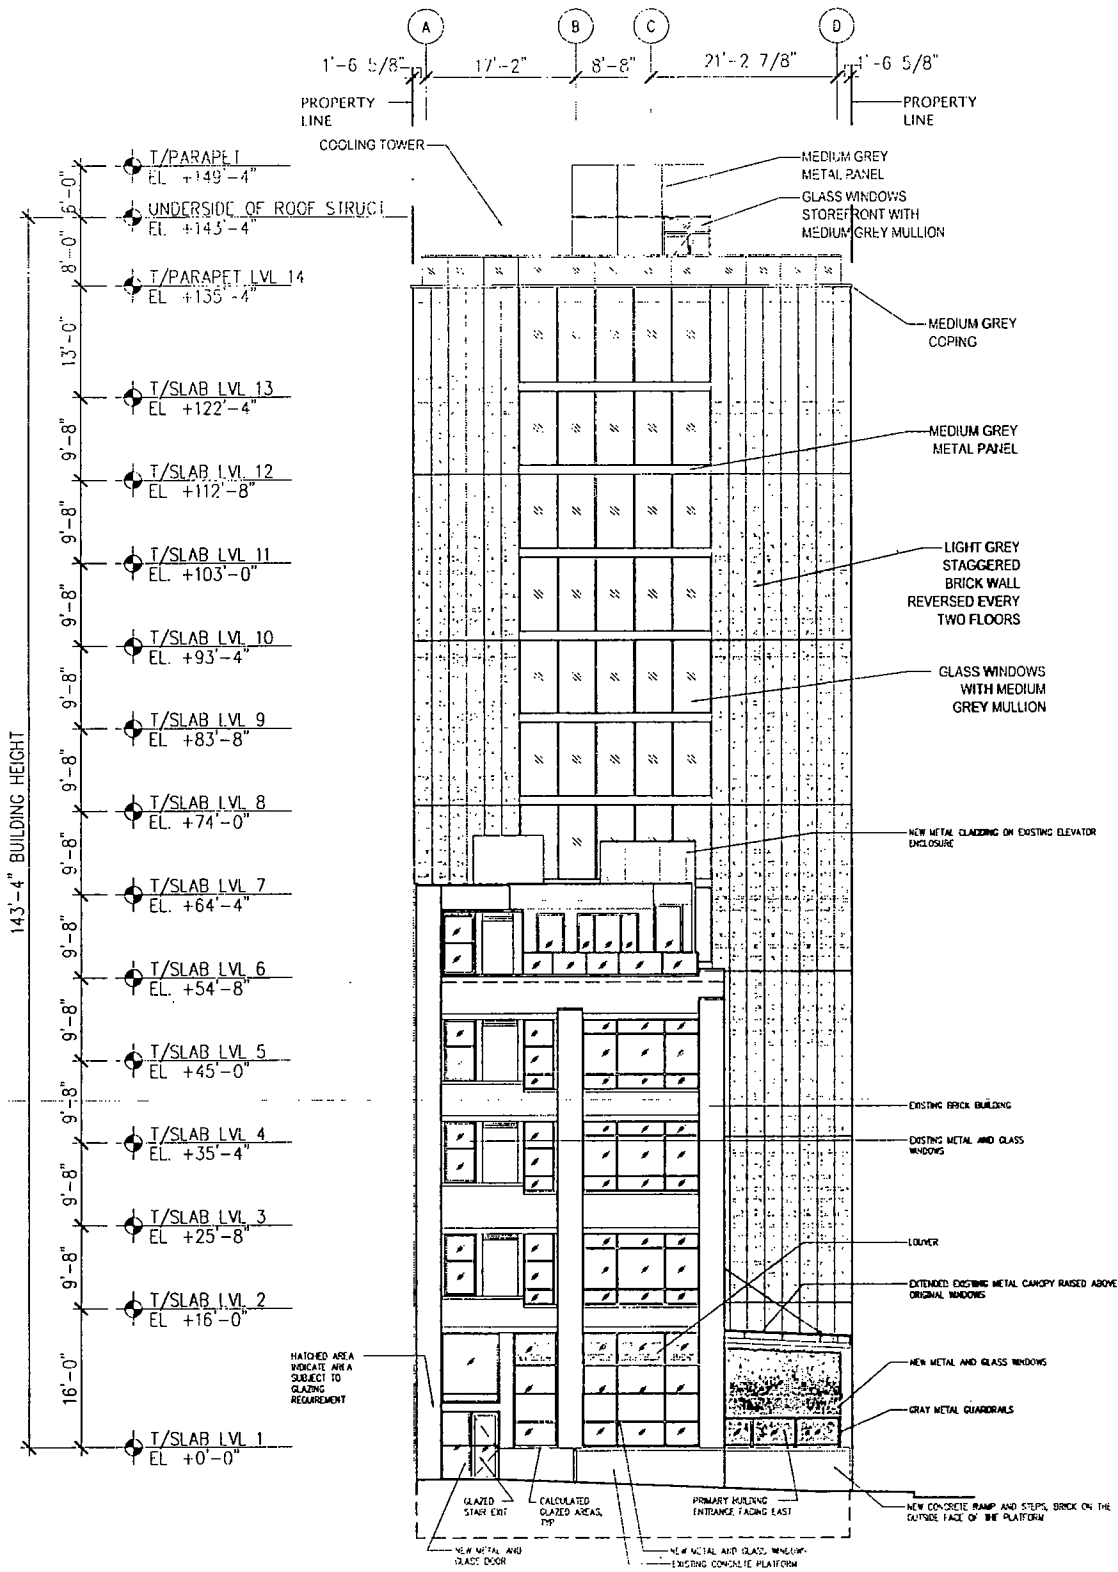 A B C D
1'-6 5/8" 17'-2" 8'-8" 21'-2 7/8" 1'-6 5/8"
PROPERTY
LINE
PROPERTY
LINE
COOLING TOWER
MEDIUM GREY
METAL PANEL
GLASS WINDOWS
STOREFRONT WITH
MEDIUM GREY MULLION
T/PARAPET
EL +149'-4"
6'-0"
UNDERSIDE OF ROOF STRUCT
EL. +143'-4"
8'-0"
T/PARAPET LVL 14
EL +135'-4"
13'-0"
MEDIUM GREY
COPING
T/SLAB LVL 13
EL +122'-4"
9'-8"
MEDIUM GREY
METAL PANEL
T/SLAB LVL 12
EL +112'-8"
9'-8"
T/SLAB LVL 11
EL. +103'-0"
9'-8"
LIGHT GREY
STAGGERED
BRICK WALL
REVERSED EVERY
TWO FLOORS
T/SLAB LVL 10
EL. +93'-4"
9'-8"
GLASS WINDOWS
WITH MEDIUM
GREY MULLION
T/SLAB LVL 9
EL +83'-8"
9'-8"
143'-4" BUILDING HEIGHT
T/SLAB LVL 8
EL +74'-0"
9'-8"
NEW METAL CLADDING ON EXISTING ELEVATOR
ENCLOSURE
T/SLAB LVL 7
EL. +64'-4"
9'-8"
T/SLAB LVL 6
EL +54'-8"
9'-8"
T/SLAB LVL 5
EL +45'-0"
9'-8"
EXISTING BRICK BUILDING
T/SLAB LVL 4
EL. +35'-4"
EXISTING METAL AND GLASS
WINDOWS
9'-8"
T/SLAB LVL 3
EL +25'-8"
9'-8"
LOUVER
EXTENDED EXISTING METAL CANOPY RAISED ABOVE
ORIGINAL WINDOWS
T/SLAB LVL 2
EL +16'-0"
16'-0"
HATCHED AREA
INDICATE AREA
SUBJECT TO
GLAZING
REQUIREMENT
NEW METAL AND GLASS WINDOWS
GRAY METAL GUARDRAILS
T/SLAB LVL 1
EL +0'-0"
GLAZED
STAIR EXIT
CALCULATED
GLAZED AREAS,
TYP
PRIMARY BUILDING
ENTRANCE FACING EAST
NEW CONCRETE RAMP AND STEPS, BRICK ON THE
OUTSIDE FACE OF THE PLATFORM
NEW METAL AND
GLASS DOOR
NEW METAL AND GLASS WINDOWS
EXISTING CONCRETE PLATFORM